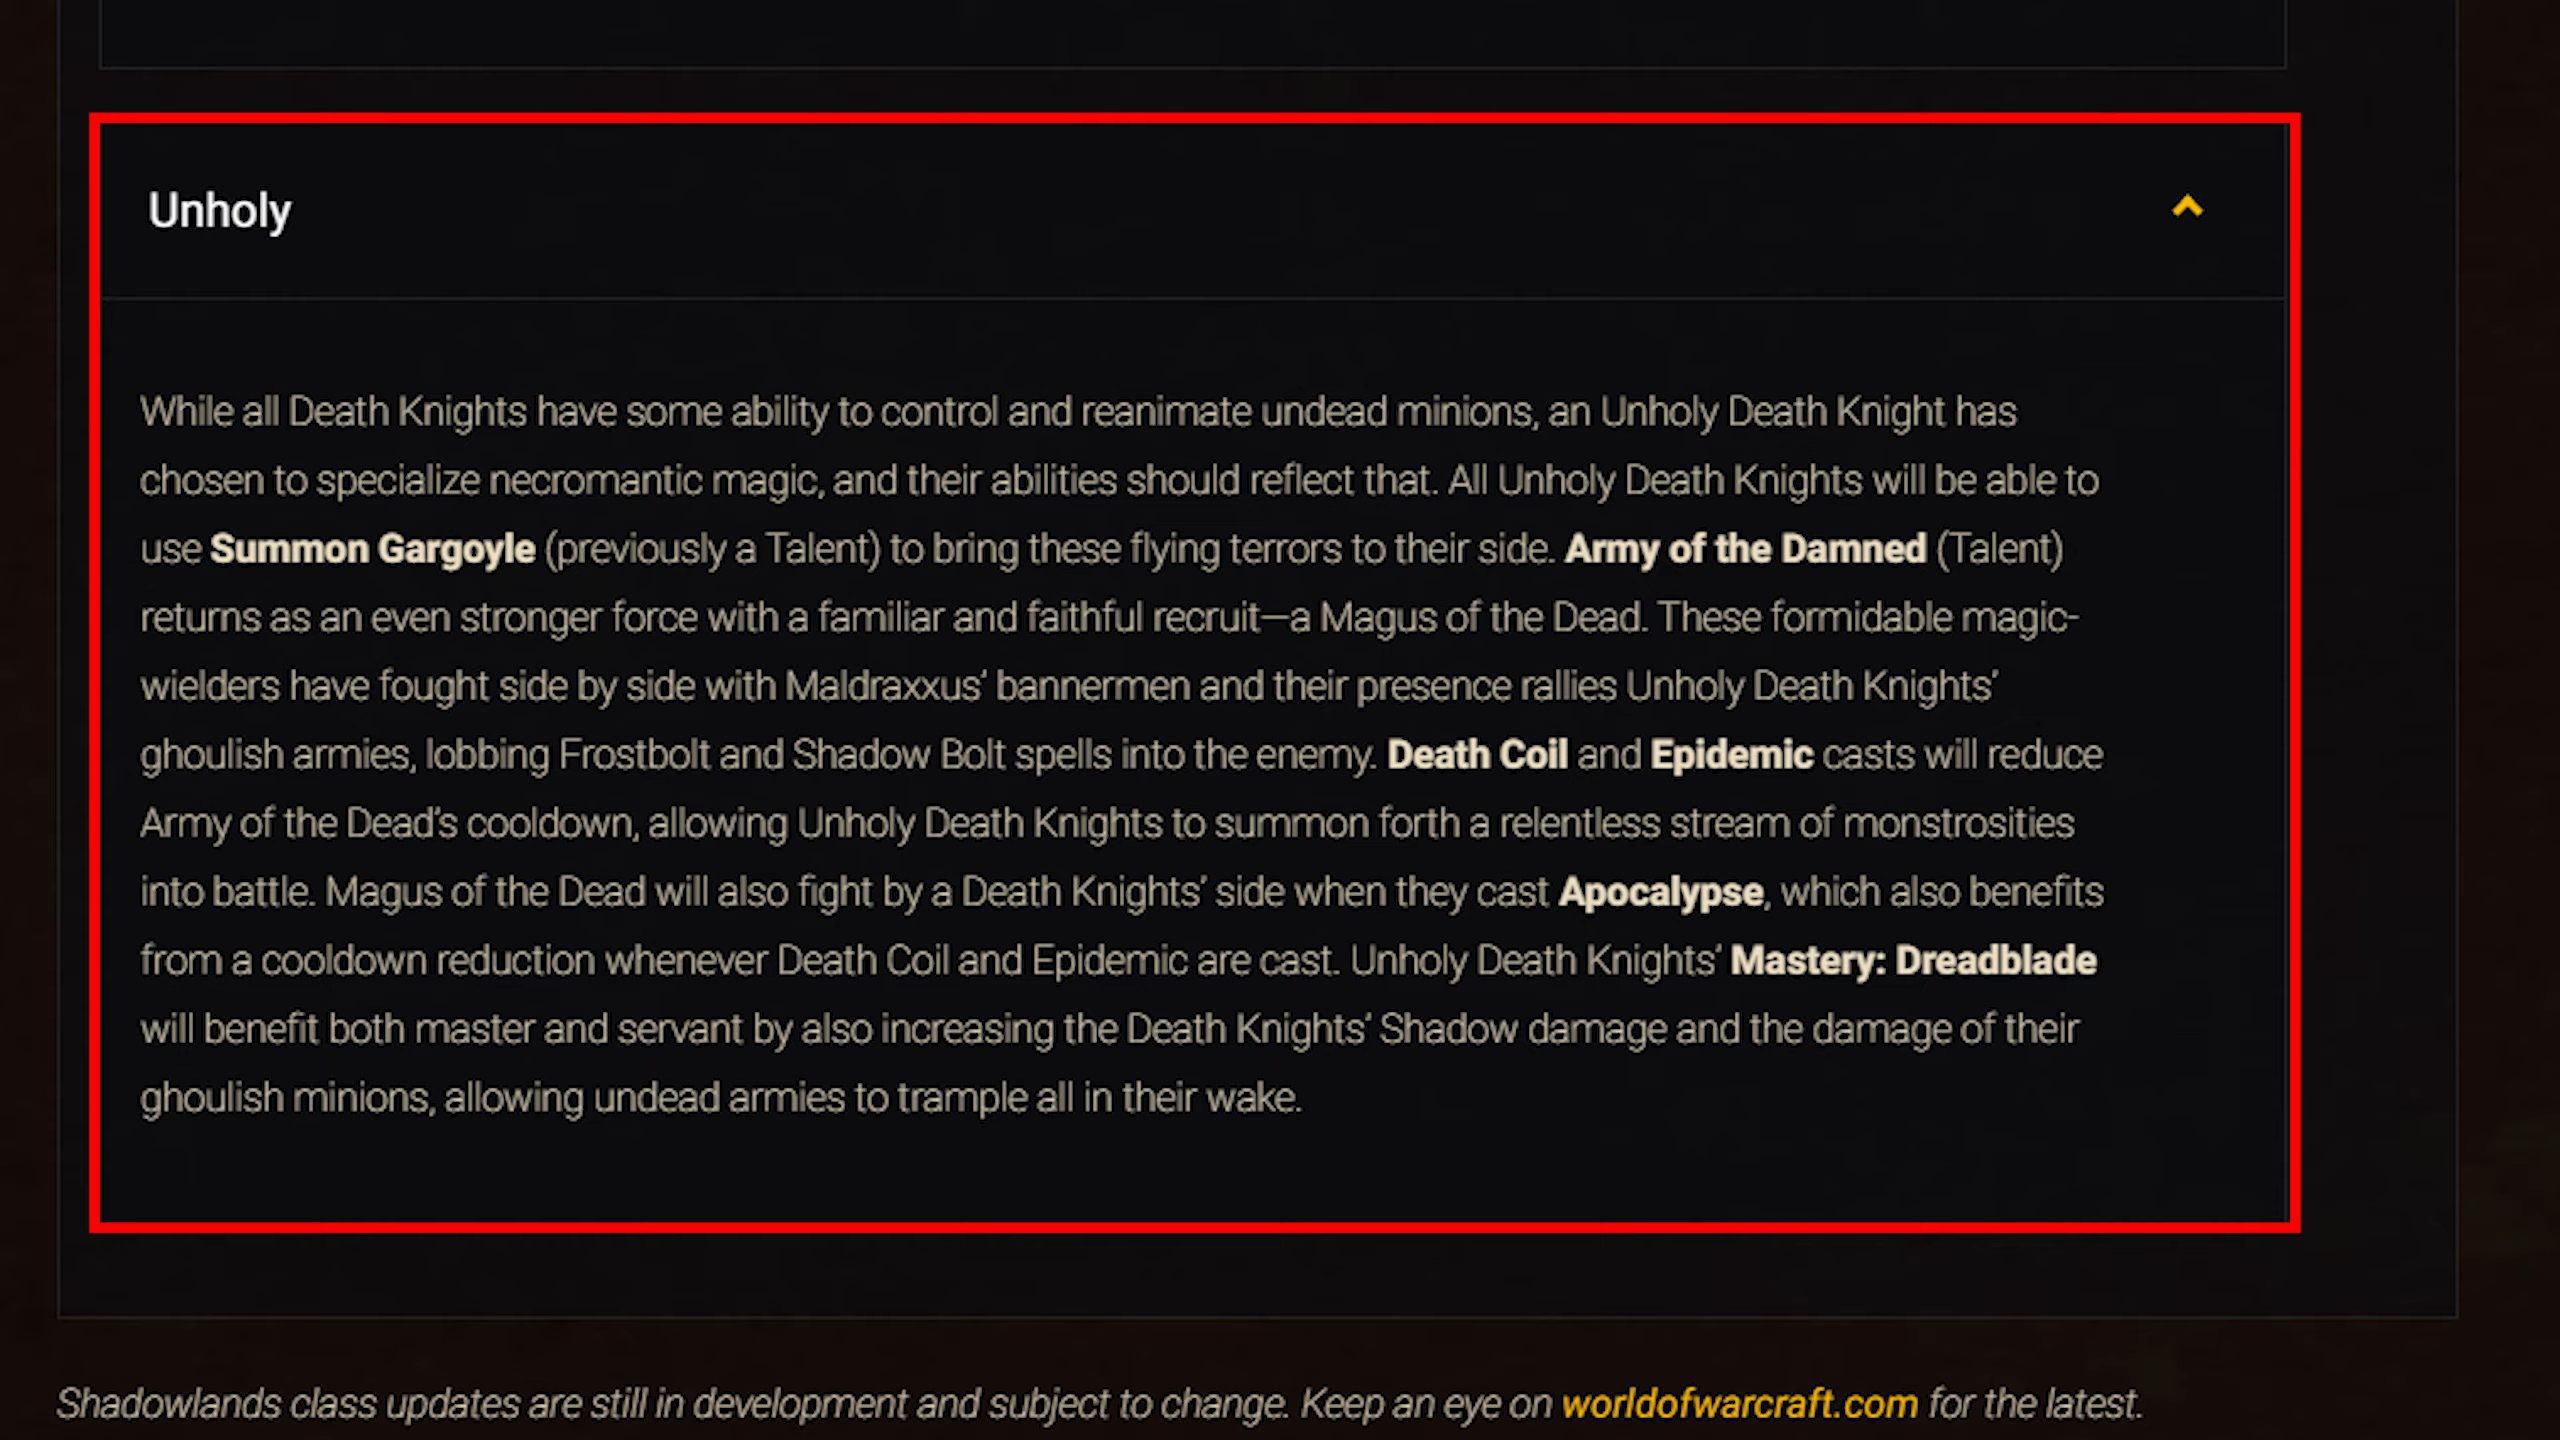 Unholy
While all Death Knights have some ability to control and reanimate undead minions, an Unholy Death Knight has
chosen to specialize necromantic magic, and their abilities should reflect that. All Unholy Death Knights will be able to
use Summon Gargoyle (previously a Talent) to bring these flying terrors to their side. Army of the Damned (Talent)
returns as an even stronger force with a familiar and faithful recruit—a Magus of the Dead. These formidable magic-
wielders have fought side by side with Maldraxxus’ bannermen and their presence rallies Unholy Death Knights’
ghoulish armies, lobbing Frostbolt and Shadow Bolt spells into the enemy. Death Coil and Epidemic casts will reduce
Army of the Dead’s cooldown, allowing Unholy Death Knights to summon forth a relentless stream of monstrosities
into battle. Magus of the Dead will also fight by a Death Knights’ side when they cast Apocalypse, which also benefits
from a cooldown reduction whenever Death Coil and Epidemic are cast. Unholy Death Knights’ Mastery: Dreadblade
will benefit both master and servant by also increasing the Death Knights’ Shadow damage and the damage of their
ghoulish minions, allowing undead armies to trample all in their wake.
Shadowlands class updates are still in development and subject to change. Keep an eye on worldofwarcraft.com for the latest.